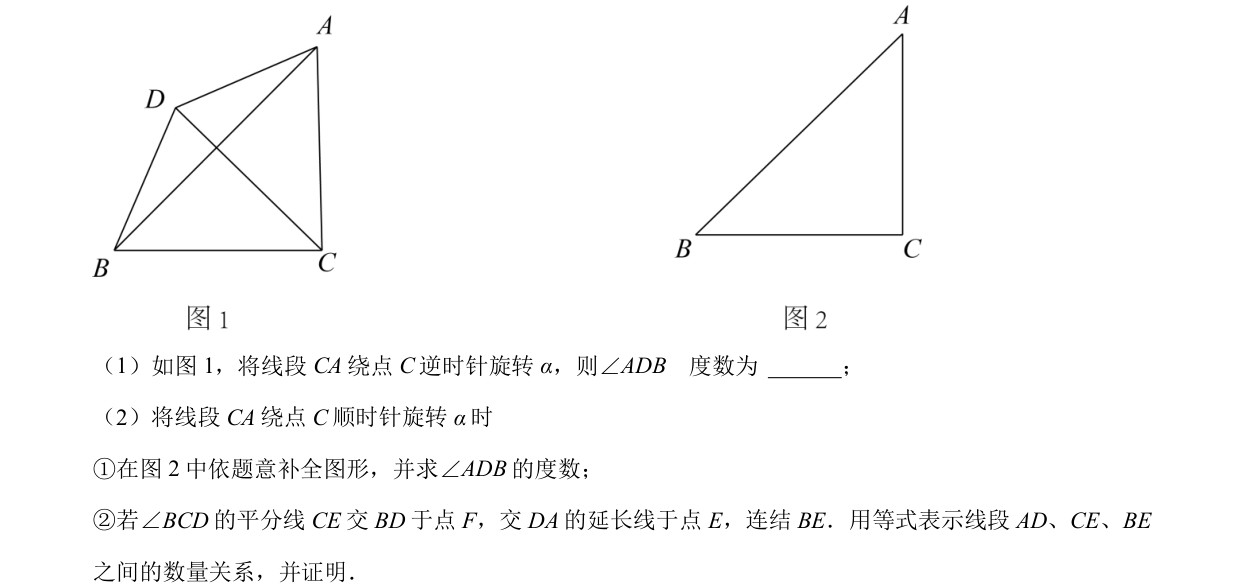 A
A
D
B
C
B
C
图 1
图 2
（1）如图 1，将线段 CA 绕点 C 逆时针旋转 α，则∠ADB 度数为 ______；
（2）将线段 CA 绕点 C 顺时针旋转 α 时
①在图 2 中依题意补全图形，并求∠ADB 的度数；
②若∠BCD 的平分线 CE 交 BD 于点 F，交 DA 的延长线于点 E，连结 BE．用等式表示线段 AD、CE、BE
之间的数量关系，并证明．